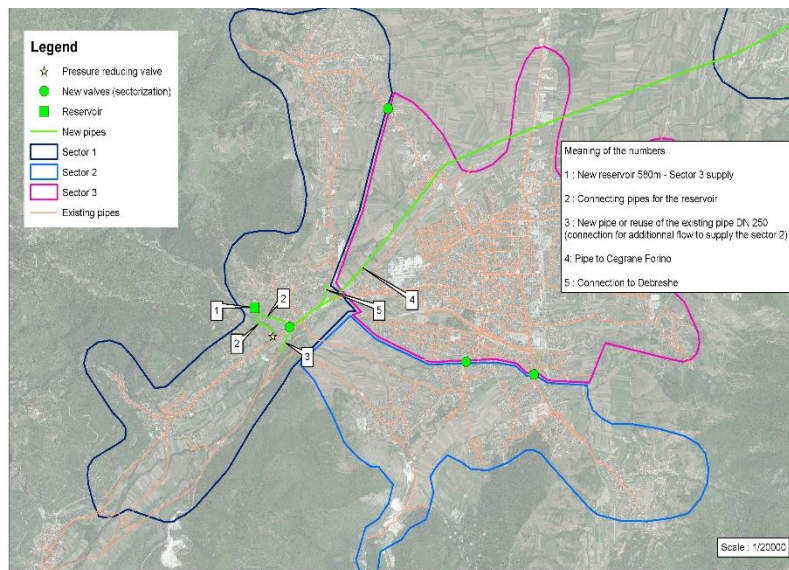 Legend
Pressure reducing valve
New valves (sectorization)
Reservoir
New pipes
Sector 1
Sector 2
Sector 3
Existing pipes
Meaning of the numbers
1 : New reservoir 580m - Sector 3 supply
2 : Connecting pipes for the reservoir
3 : New pipe or reuse of the existing pipe DN 250
(connection for additionnal flow to supply the sector 2)
4: Pipe to Cegrane Forino
5 : Connection to Debreshe
1
2
2
3
5
4
Scale : 1/20000